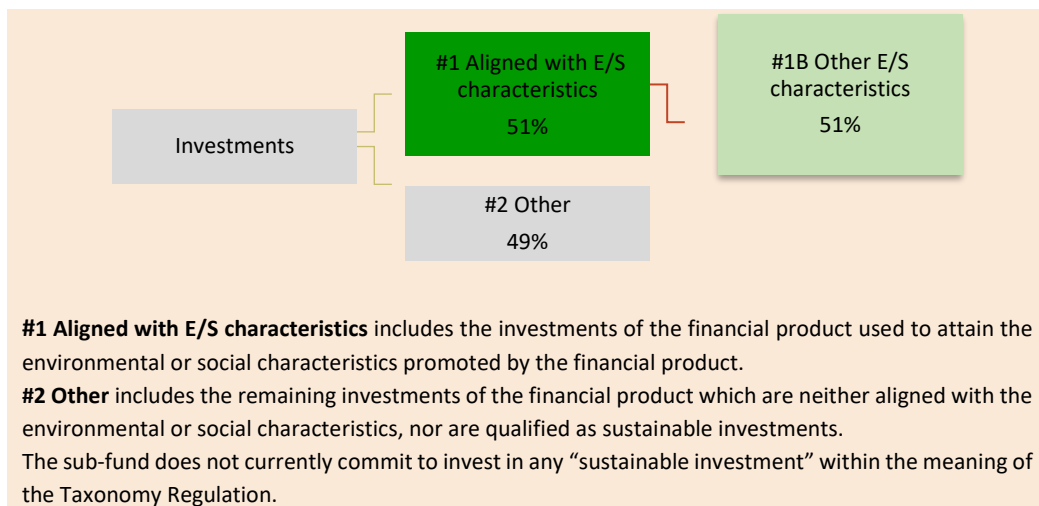 #1 Aligned with E/S
characteristics
51%
#1B Other E/S
characteristics
51%
Investments
#2 Other
49%
#1 Aligned with E/S characteristics includes the investments of the financial product used to attain the
environmental or social characteristics promoted by the financial product.
#2 Other includes the remaining investments of the financial product which are neither aligned with the
environmental or social characteristics, nor are qualified as sustainable investments.
The sub-fund does not currently commit to invest in any “sustainable investment” within the meaning of
the Taxonomy Regulation.